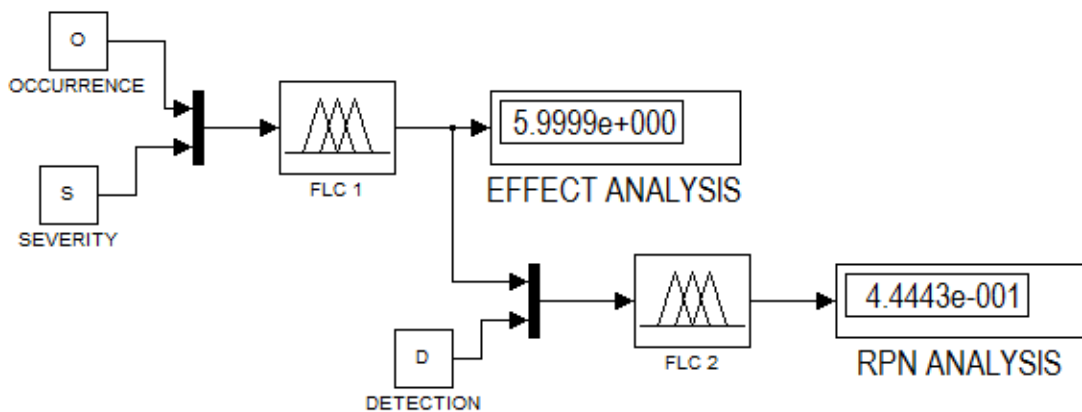 O
OCCURRENCE
S
SEVERITY
FLC 1
5.9999e+000
EFFECT ANALYSIS
D
DETECTION
FLC 2
4.4443e-001
RPN ANALYSIS